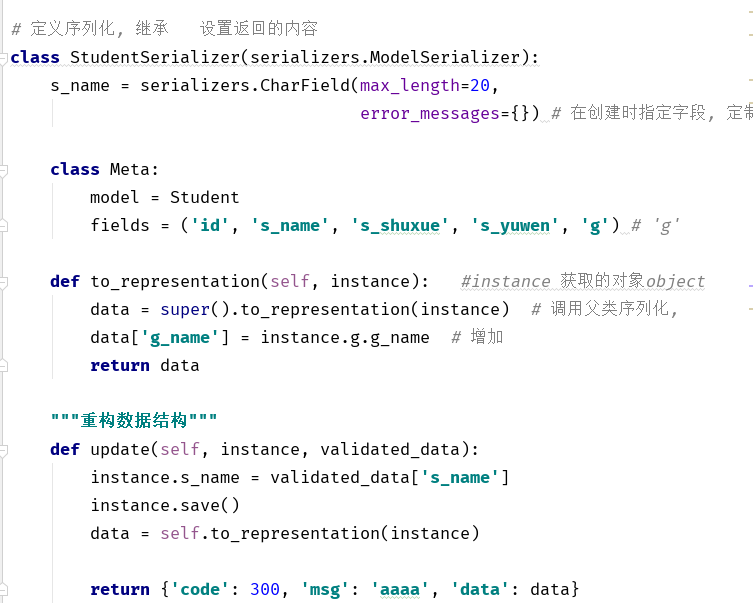 # 定义序列化, 继承   设置返回的内容
class StudentSerializer(serializers.ModelSerializer):
    s_name = serializers.CharField(max_length=20,
                                   error_messages={}) # 在创建时指定字段, 定制
    class Meta:
        model = Student
        fields = ('id', 's_name', 's_shuxue', 's_yuwen', 'g') # 'g'
    def to_representation(self, instance):   #instance 获取的对象object
        data = super().to_representation(instance)  # 调用父类序列化,
        data['g_name'] = instance.g.g_name  # 增加
        return data
    """重构数据结构"""
    def update(self, instance, validated_data):
        instance.s_name = validated_data['s_name']
        instance.save()
        data = self.to_representation(instance)
        return {'code': 300, 'msg': 'aaaa', 'data': data}